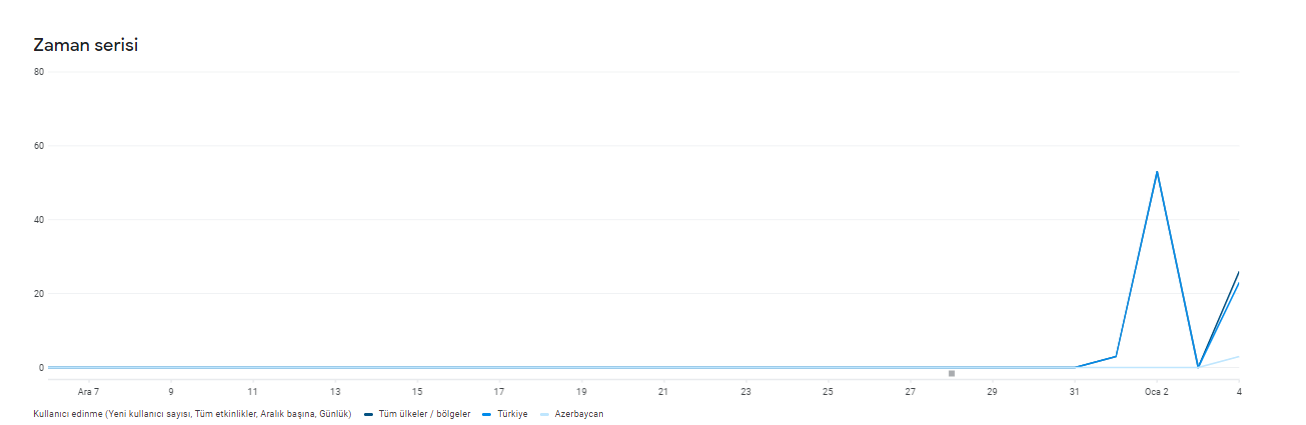 Zaman serisi
80
60
40
20
0
Ara 7 9 11 13 15 17 19 21 23 25 27 29 31 Oca 2 4
Kullanıcı edinme (Yeni kullanıcı sayısı, Tüm etkinlikler, Aralık başına, Günlük) Tüm ülkeler / bölgeler Türkiye Azerbaycan